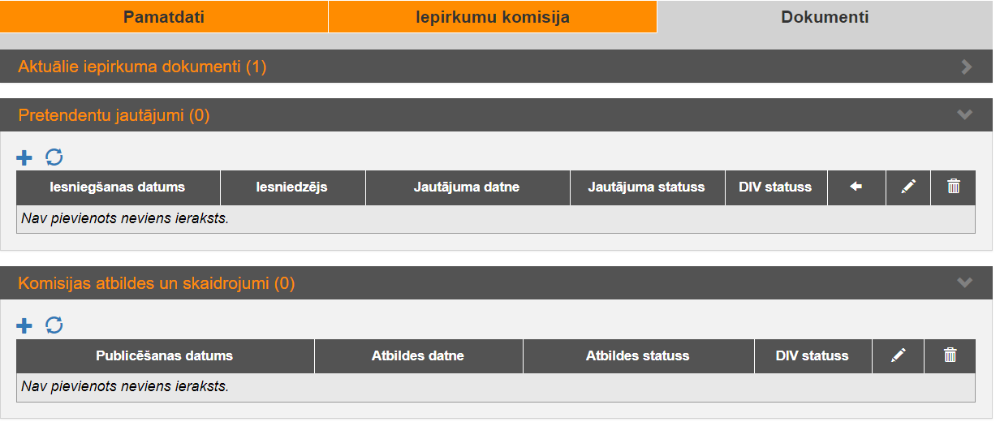 Pamatdati Iepirkumu komisija Dokumenti
Aktuālie iepirkuma dokumenti (1)
Pretendentu jautājumi (0)
Iesniegšanas datums Iesniedzējs Jautājuma datne Jautājuma statuss DIV statuss
Nav pievienots neviens ieraksts.
Komisijas atbildes un skaidrojumi (0)
Publicēšanas datums Atbildes datne Atbildes statuss DIV statuss
Nav pievienots neviens ieraksts.